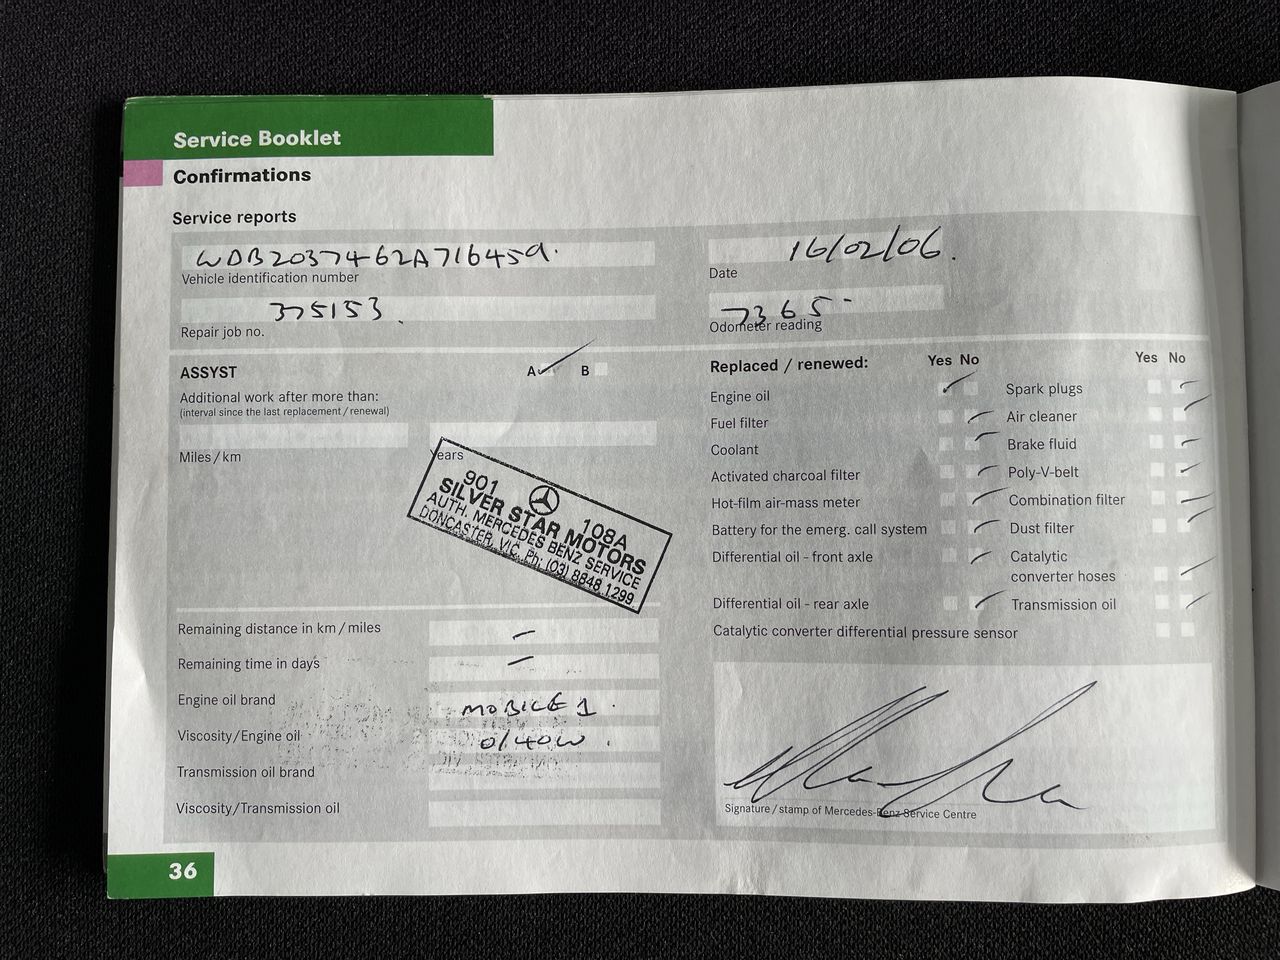 Service Booklet
Confirmations
Service reports
WDB2037462A716459.
Vehicle identification number
16/02/06.
Date
375153.
Repair job no.
7365-
Odometer reading
ASSYST
A
B
Additional work after more than:
(interval since the last replacement / renewal)
Miles / km
Years
901 108A
SILVER STAR MOTORS
AUTH. MERCEDES BENZ SERVICE
DONCASTER, VIC. Ph: (03) 8848 1299
Remaining distance in km / miles
–
Remaining time in days
–
Engine oil brand
MOBILE 1.
Viscosity/Engine oil
0/40W.
Transmission oil brand
Viscosity/Transmission oil
Replaced / renewed:
Yes No
Yes No
Engine oil
Fuel filter
Coolant
Activated charcoal filter
Hot-film air-mass meter
Battery for the emerg. call system
Differential oil - front axle
Differential oil - rear axle
Catalytic converter differential pressure sensor
Spark plugs
Air cleaner
Brake fluid
Poly-V-belt
Combination filter
Dust filter
Catalytic
converter hoses
Transmission oil
Signature / stamp of Mercedes-Benz Service Centre
36